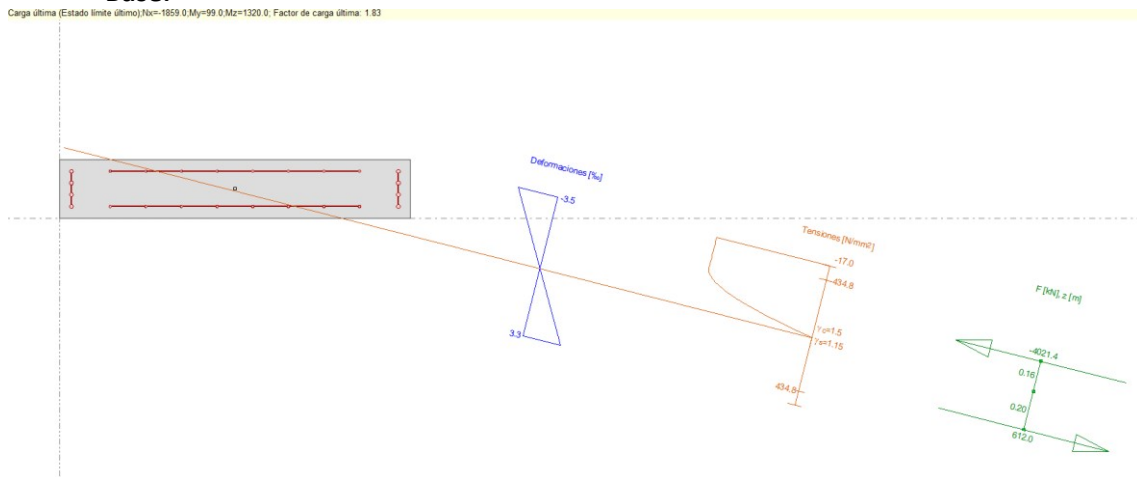 Base.
Carga última (Estado límite último);Nx=-1859.0;My=99.0;Mz=1320.0; Factor de carga última: 1.83
Deformaciones [‰]
-3.5
3.3
Tensiones [N/mm²]
-17.0
434.8
γc=1.5
γs=1.15
434.8
F [kN], z [m]
-4021.4
0.16
0.20
612.0